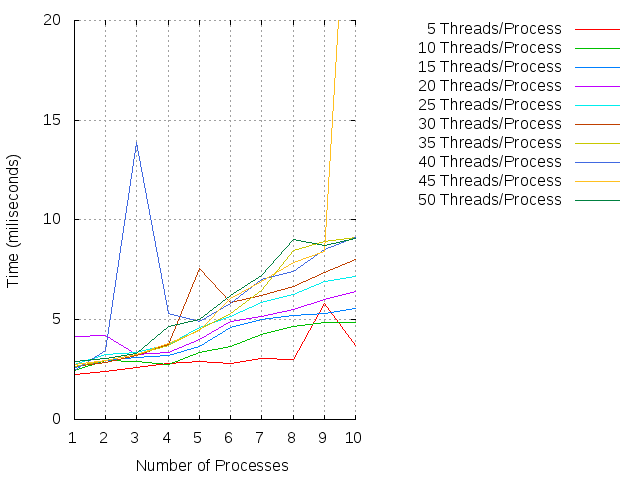 20
15
10
5
0
1 2 3 4 5 6 7 8 9 10
Time (miliseconds)
Number of Processes
5 Threads/Process
10 Threads/Process
15 Threads/Process
20 Threads/Process
25 Threads/Process
30 Threads/Process
35 Threads/Process
40 Threads/Process
45 Threads/Process
50 Threads/Process